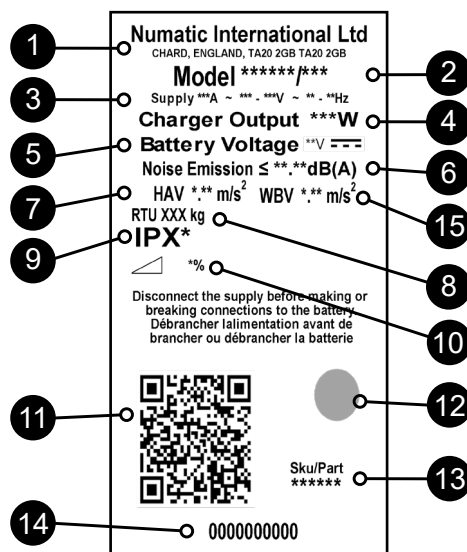 Numatic International Ltd
CHARD, ENGLAND, TA20 2GB TA20 2GB
1
Model ******/***
2
3
Supply ***A ~ *** - ***V ~ ** - **Hz
Charger Output ***W
4
5
Battery Voltage **V
Noise Emission ≤ **.**dB(A)
6
7
HAV *.** m/s² WBV *.** m/s²
15
RTU XXX kg
8
9
IPX*
*%
10
Disconnect the supply before making or
breaking connections to the battery
Débrancher lalimentation avant de
brancher ou débrancher la batterie
11
12
Sku/Part
******
13
14
0000000000